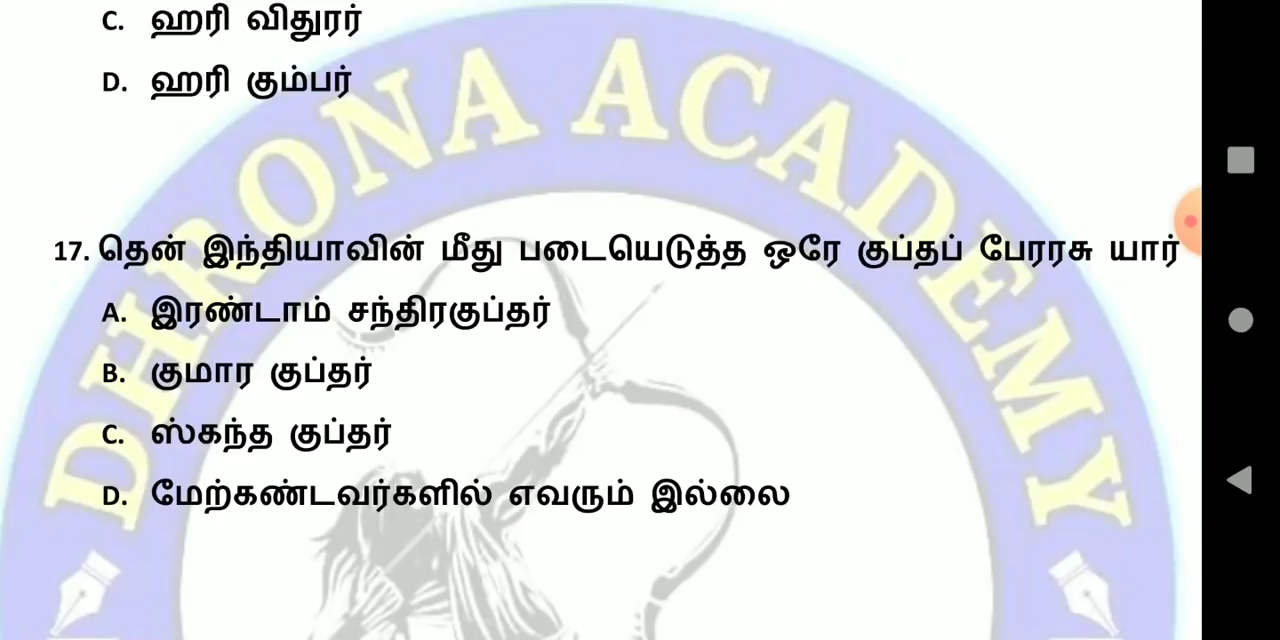 C. ஹரி விதுரர்
D. ஹரி கும்பர்
DHRONA ACADEMY
17. தென் இந்தியாவின் மீது படையெடுத்த ஒரே குப்தப் பேரரசு யார்
A. இரண்டாம் சந்திரகுப்தர்
B. குமார குப்தர்
C. ஸ்கந்த குப்தர்
D. மேற்கண்டவர்களில் எவரும் இல்லை